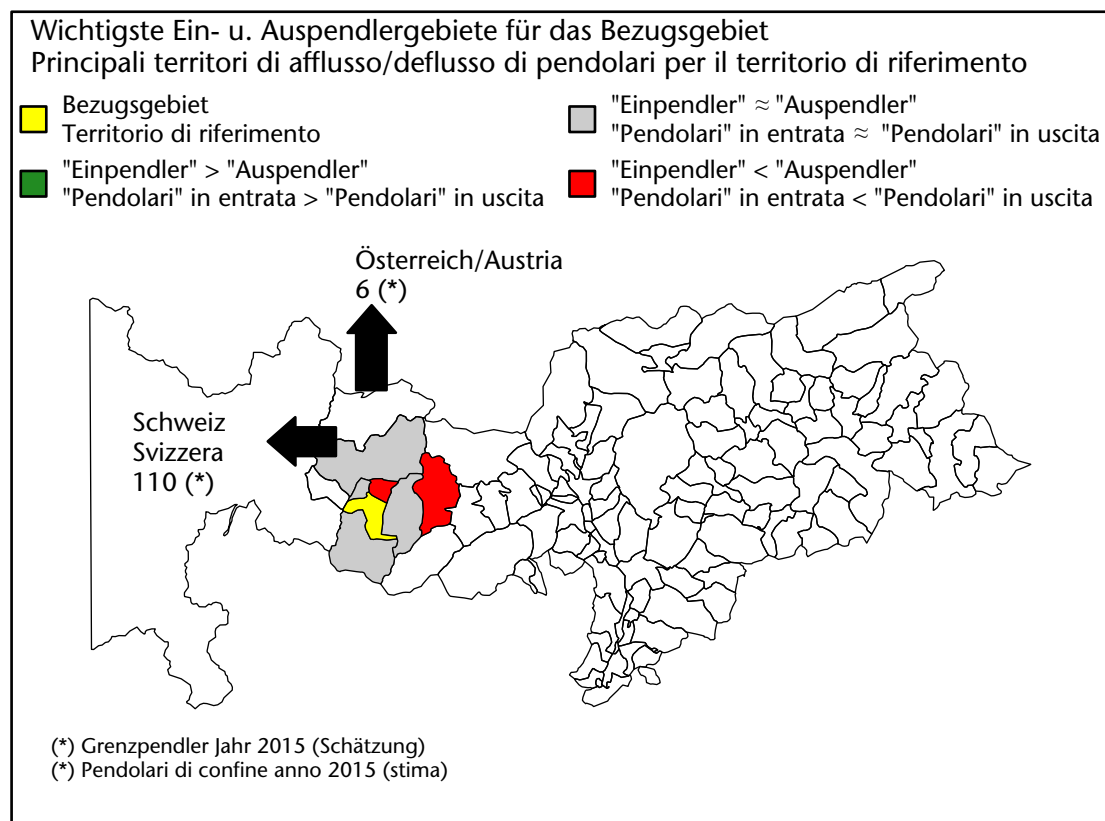 Wichtigste Ein- u. Auspendlergebiete für das Bezugsgebiet
Principali territori di afflusso/deflusso di pendolari per il territorio di riferimento
Bezugsgebiet
Territorio di riferimento
"Einpendler" > "Auspendler"
"Pendolari" in entrata > "Pendolari" in uscita
"Einpendler" ≈ "Auspendler"
"Pendolari" in entrata ≈ "Pendolari" in uscita
"Einpendler" < "Auspendler"
"Pendolari" in entrata < "Pendolari" in uscita
Österreich/Austria
6 (*)
Schweiz
Svizzera
110 (*)
(*) Grenzpendler Jahr 2015 (Schätzung)
(*) Pendolari di confine anno 2015 (stima)